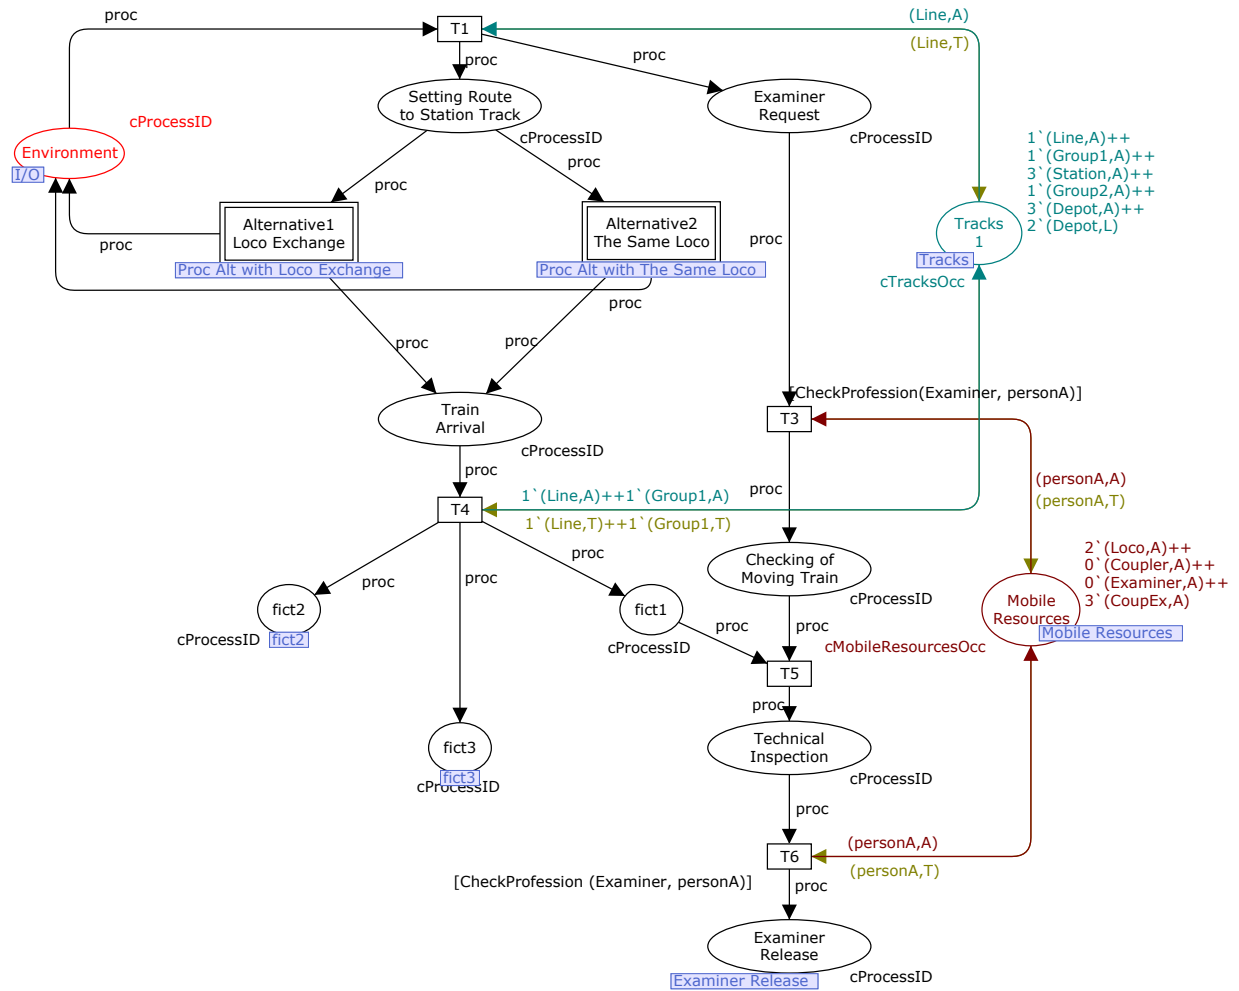 proc
T1
(Line,A)
(Line,T)
proc
proc
Setting Route
to Station Track
cProcessID
Examiner
Request
cProcessID
cProcessID
Environment
I/O
proc
proc
1`(Line,A)++
1`(Group1,A)++
3`(Station,A)++
1`(Group2,A)++
3`(Depot,A)++
2`(Depot,L)
Alternative1
Loco Exchange
Proc Alt with Loco Exchange
Alternative2
The Same Loco
Proc Alt with The Same Loco
proc
proc
proc
Tracks
1
Tracks
cTracksOcc
proc
proc
Train
Arrival
cProcessID
[CheckProfession(Examiner, personA)]
T3
proc
proc
T4
1`(Line,A)++1`(Group1,A)
1`(Line,T)++1`(Group1,T)
(personA,A)
(personA,T)
proc
proc
proc
Checking of
Moving Train
cProcessID
2`(Loco,A)++
0`(Coupler,A)++
0`(Examiner,A)++
3`(CoupEx,A)
Mobile
Resources
Mobile Resources
cMobileResourcesOcc
fict2
cProcessID
fict2
fict1
cProcessID
proc
proc
T5
proc
fict3
fict3
cProcessID
Technical
Inspection
cProcessID
proc
T6
(personA,A)
(personA,T)
[CheckProfession (Examiner, personA)]
proc
Examiner
Release
Examiner Release
cProcessID